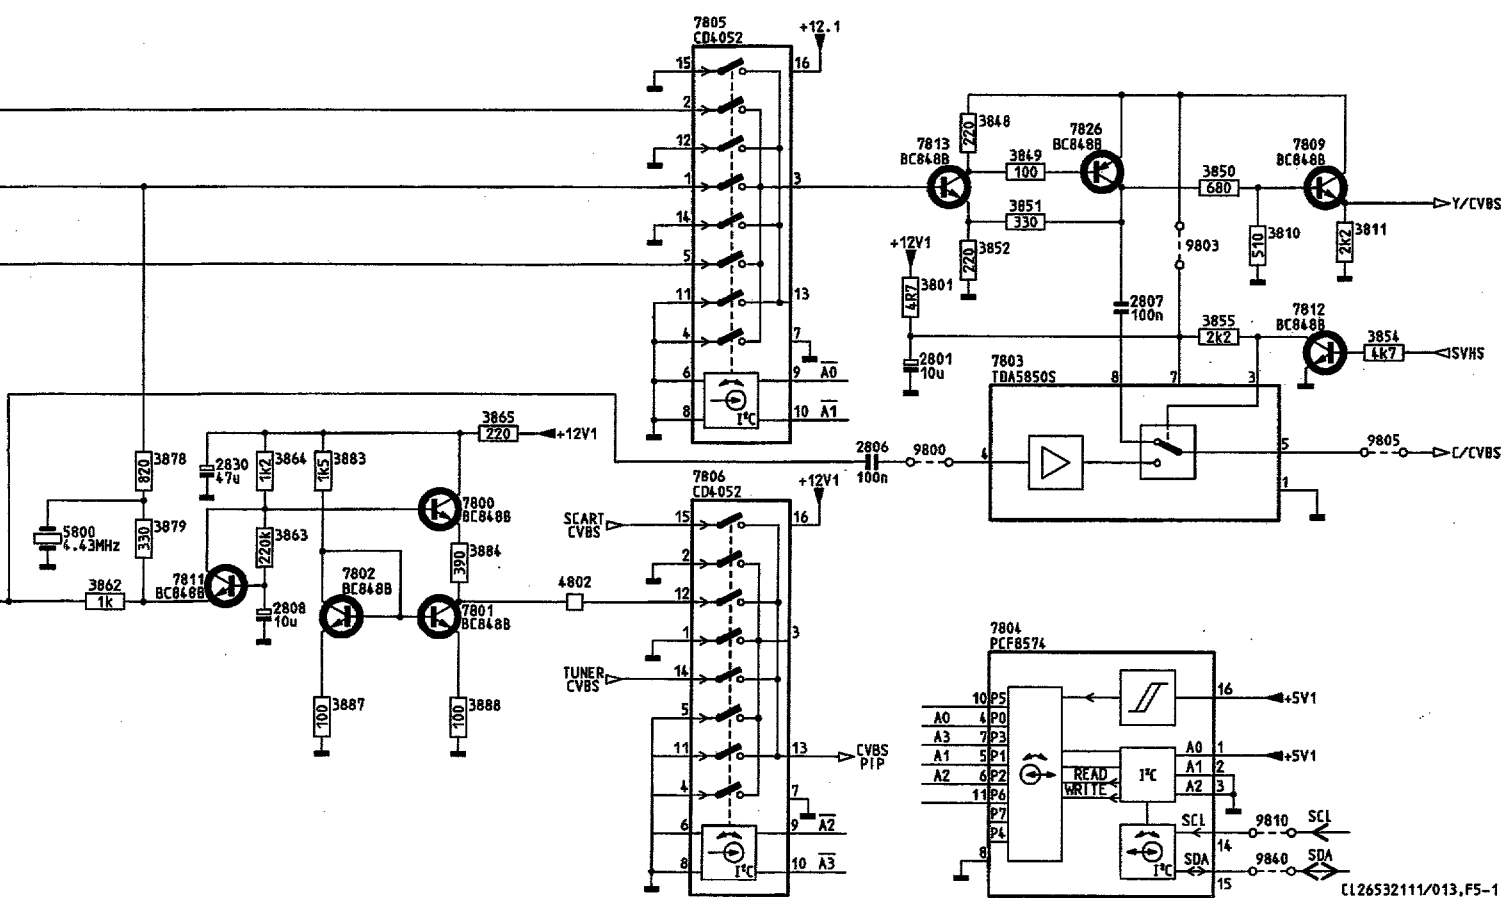 7805
CD4052
+12.1
15
16
2
12
1
3
14
5
11
13
4
7
6
9
A0
8
10
A1
I²C
3848
220
7813
BC848B
3849
100
7826
BC848B
3850
680
7809
BC848B
Y/CVBS
3851
330
3852
220
3810
510
3811
2k2
9803
+12V1
3801
4R7
2801
10u
2807
100n
3855
2k2
7812
BC848B
3854
4k7
SVHS
7803
TDA5850S
8
7
3
4
5
1
2806
100n
9800
9805
C/CVBS
3865
220
+12V1
3878
820
2830
47u
3864
1k2
3883
1k5
7800
BC848B
5800
4.43MHz
3879
330
3863
220k
3884
390
7811
BC848B
7802
BC848B
3862
1k
2808
10u
7801
BC848B
4802
3887
100
3888
100
7806
CD4052
+12V1
SCART
CVBS
15
16
2
12
1
3
TUNER
CVBS
14
5
11
13
CVBS
PIP
4
7
6
9
A2
8
10
A3
I²C
7804
PCF8574
10 P5
16
+5V1
A0 4 P0
A3 7 P3
A1 5 P1
A2 6 P2
11 P6
P7
P4
8
READ
WRITE
I²C
A0 1
+5V1
A1 2
A2 3
SCL
14
9810
SCL
SDA
15
9840
SDA
I²C
CL26532111/013,F5-1